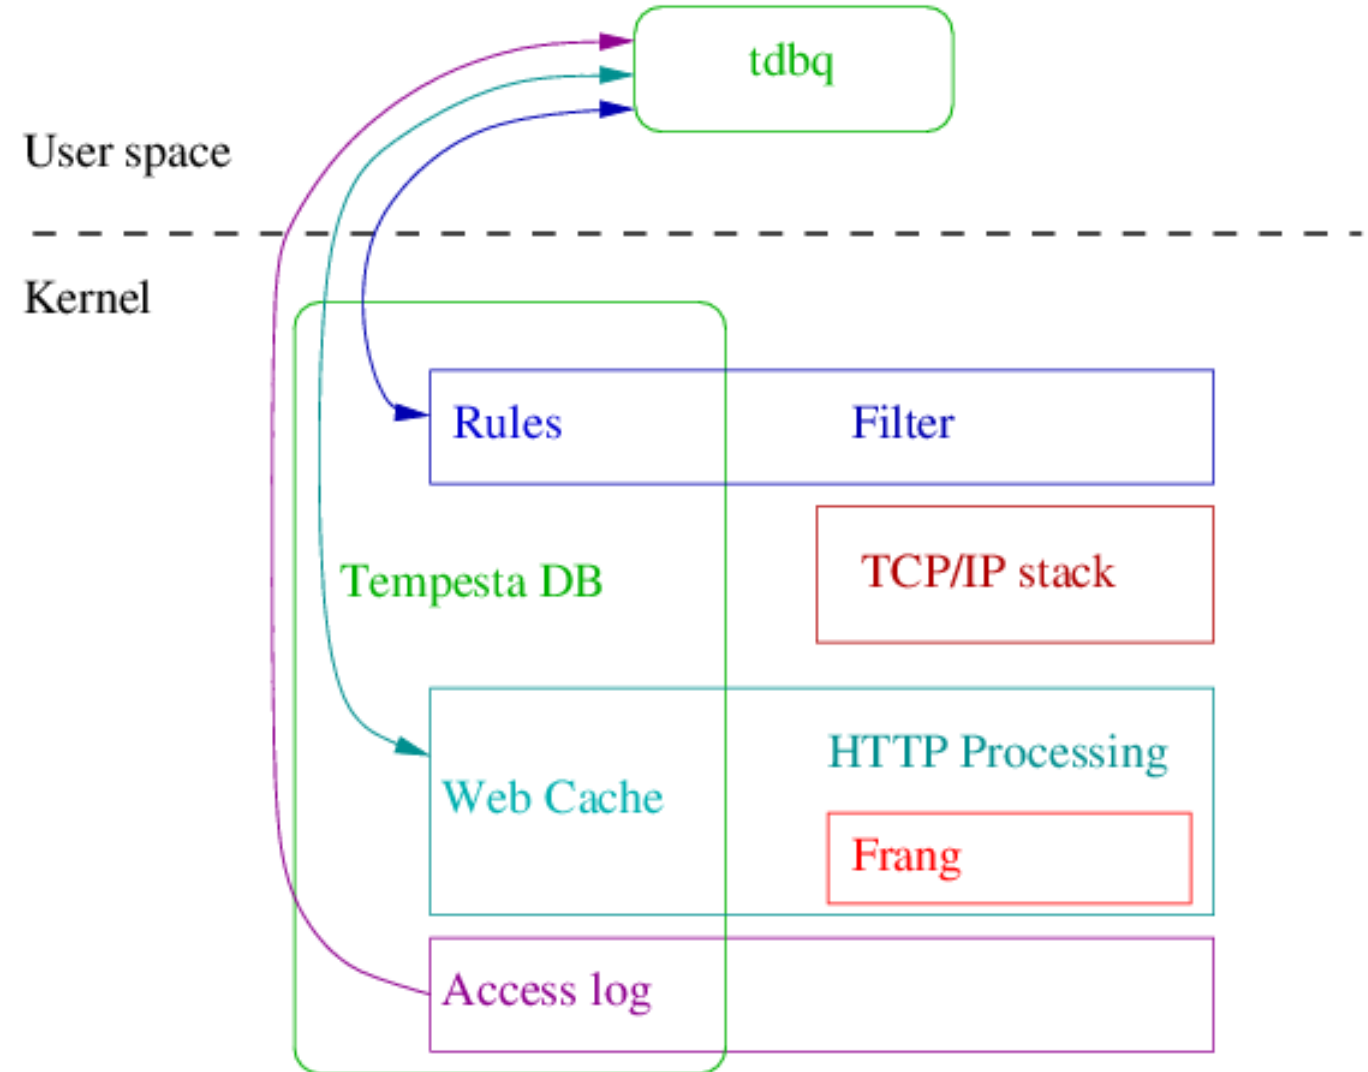 tdbq
User space
Kernel
Rules
Filter
TCP/IP stack
Tempesta DB
HTTP Processing
Web Cache
Frang
Access log